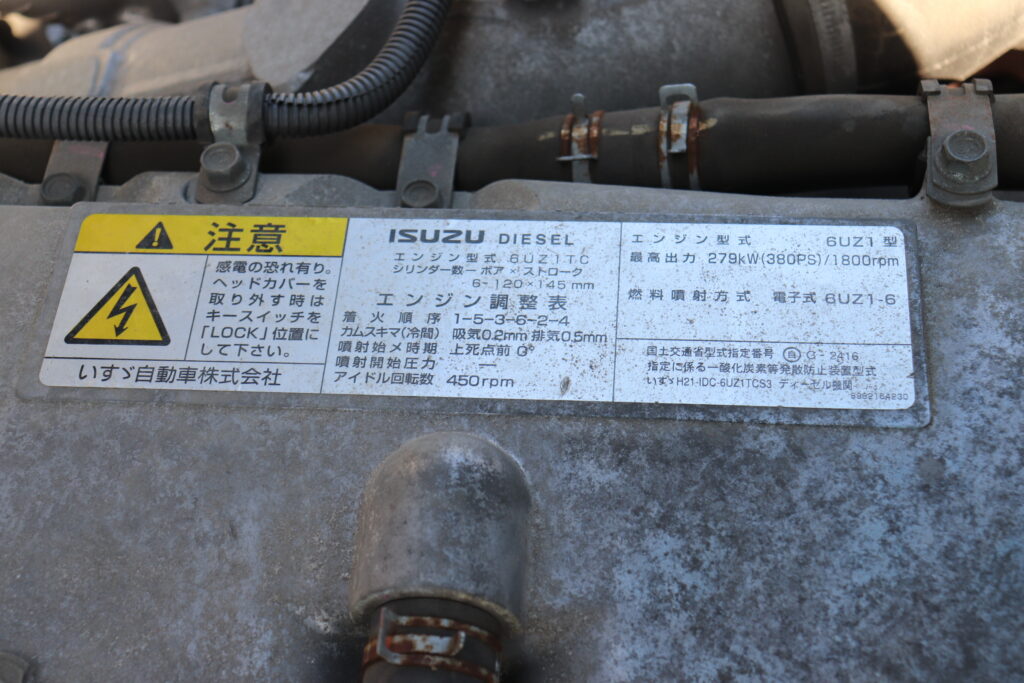 注意
感電の恐れ有り。
ヘッドカバーを
取り外す時は
キースイッチを
「LOCK」位置に
して下さい。
いすゞ自動車株式会社
ISUZU DIESEL
エンジン型式 6UZ1TC
シリンダ数－ボア×ストローク
6-120×145mm
エンジン調整表
着火順序 1-5-3-6-2-4
カムスキマ(冷間) 吸気0.2mm 排気0.5mm
噴射始メ時期 上死点前 0°
噴射開始圧力 ―
アイドル回転数 450rpm
エンジン型式 6UZ1型
最高出力 279kW(380PS)/1800rpm
燃料噴射方式 電子式 6UZ1-6
国土交通省型式指定番号 自 G-2416
指定に係る一酸化炭素等発散防止装置型式
いすゞ H21-IDC-6UZ1TCS3 ディーゼル機関